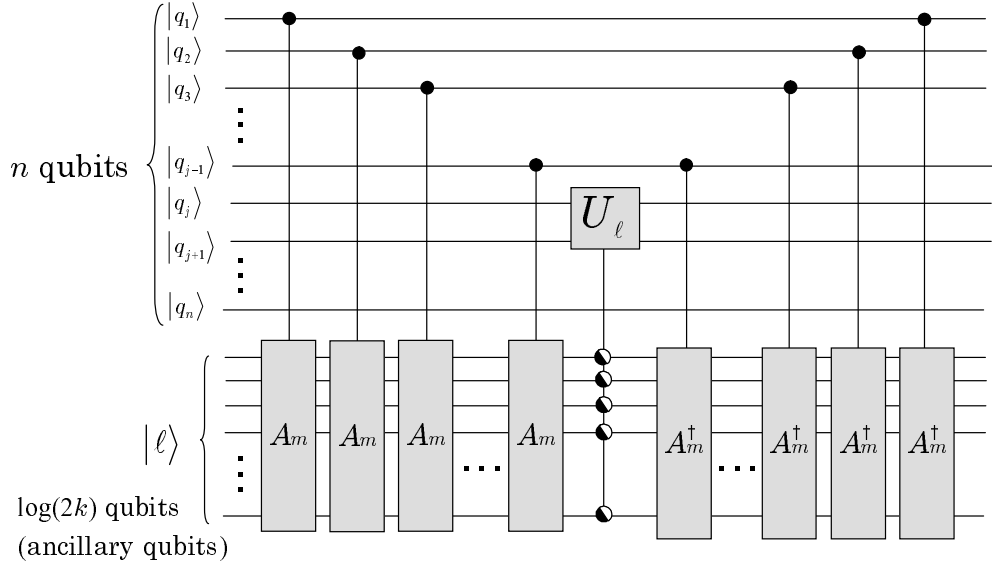 |q₁⟩
|q₂⟩
|q₃⟩
⋮
n qubits
|qⱼ₋₁⟩
|qⱼ⟩
U_ℓ
|qⱼ₊₁⟩
⋮
|qₙ⟩
Aₘ Aₘ Aₘ ⋯ Aₘ A†ₘ ⋯ A†ₘ A†ₘ A†ₘ
|ℓ⟩
⋮
log(2k) qubits
(ancillary qubits)